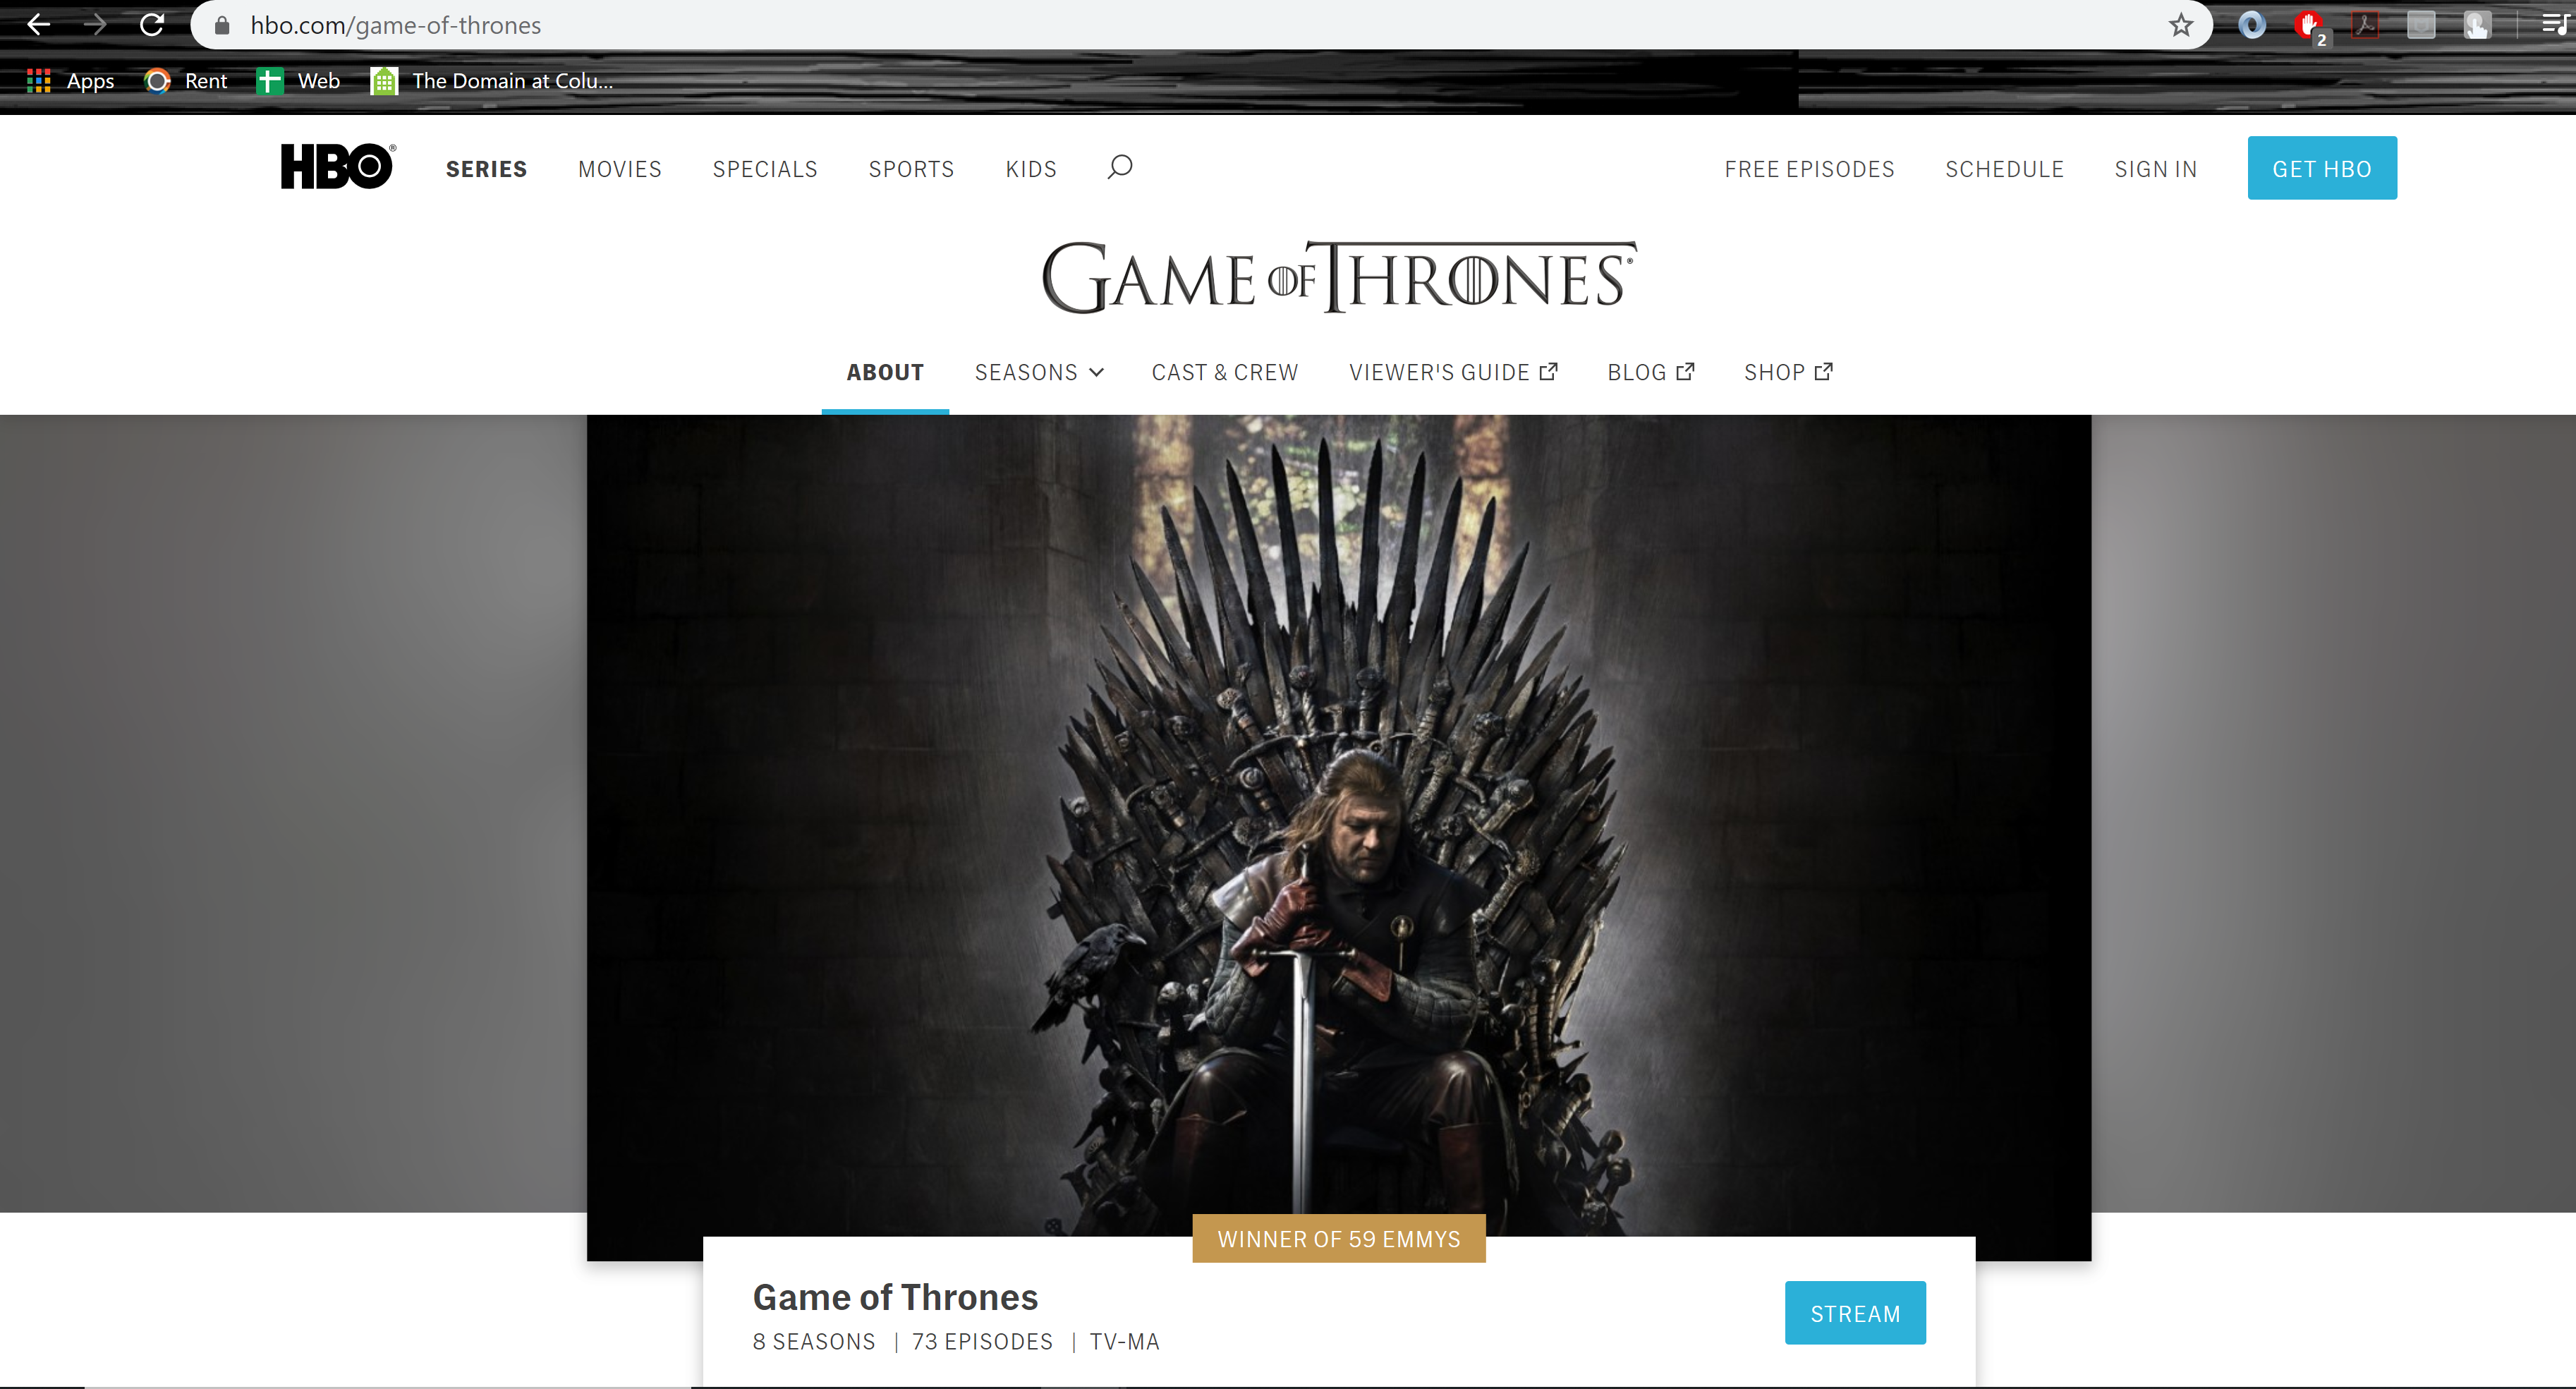 hbo.com/game-of-thrones
2
Apps Rent Web The Domain at Colu...
HBO® SERIES MOVIES SPECIALS SPORTS KIDS FREE EPISODES SCHEDULE SIGN IN GET HBO
GAME OF THRONES®
ABOUT SEASONS CAST & CREW VIEWER'S GUIDE BLOG SHOP
WINNER OF 59 EMMYS
Game of Thrones
STREAM
8 SEASONS | 73 EPISODES | TV-MA